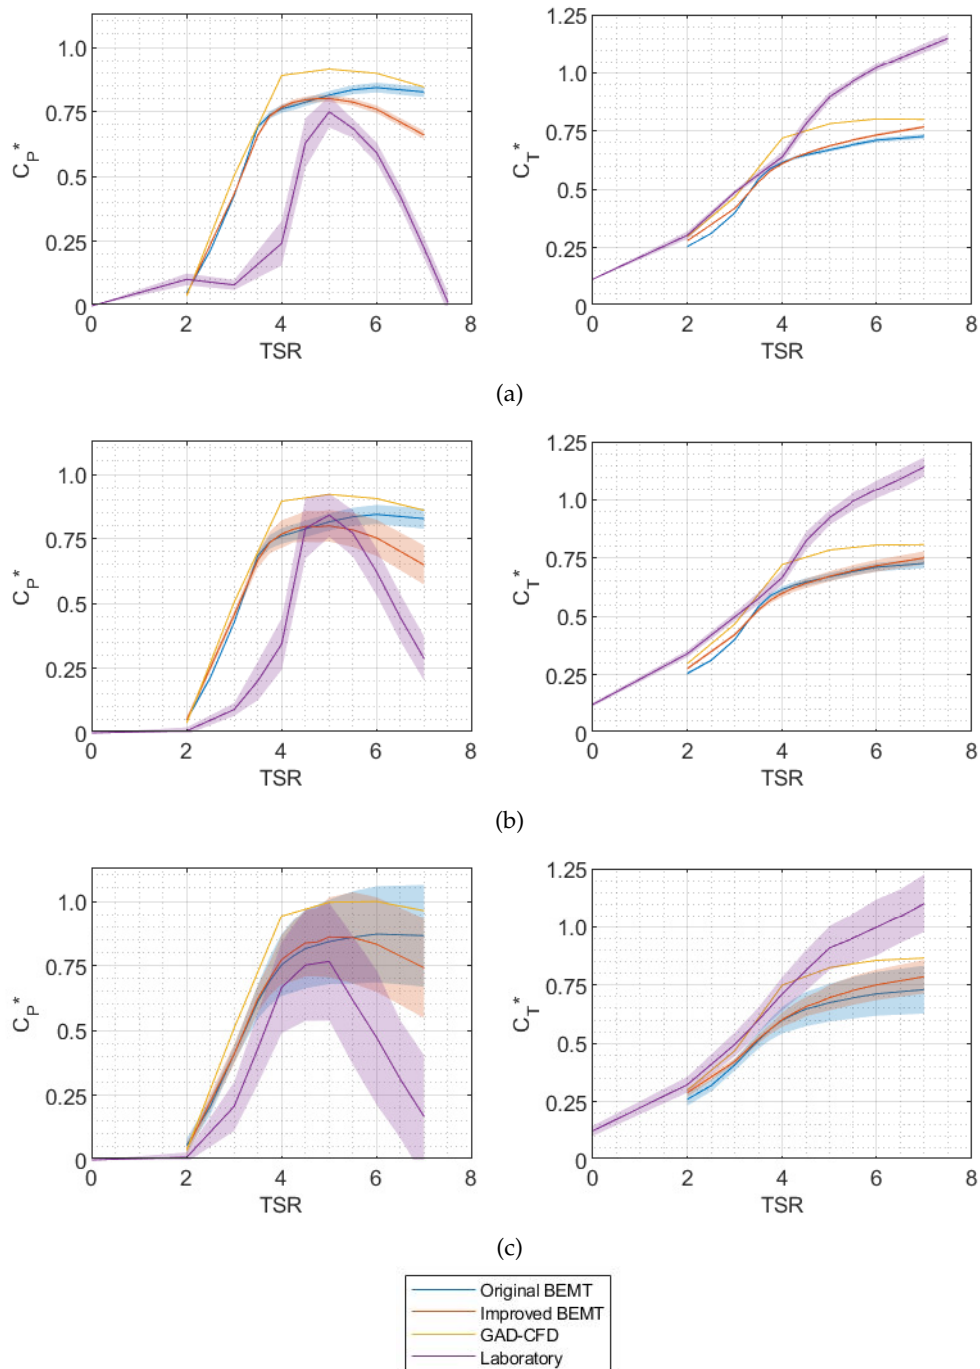 1.0
0.75
0.5
0.25
0
C_P*
0 2 4 6 8
TSR
1.25
1.0
0.75
0.5
0.25
0
C_T*
0 2 4 6 8
TSR
(a)
1.0
0.75
0.5
0.25
0
C_P*
0 2 4 6 8
TSR
1.25
1.0
0.75
0.5
0.25
0
C_T*
0 2 4 6 8
TSR
(b)
1.0
0.75
0.5
0.25
0
C_P*
0 2 4 6 8
TSR
1.25
1.0
0.75
0.5
0.25
0
C_T*
0 2 4 6 8
TSR
(c)
Original BEMT
Improved BEMT
GAD-CFD
Laboratory